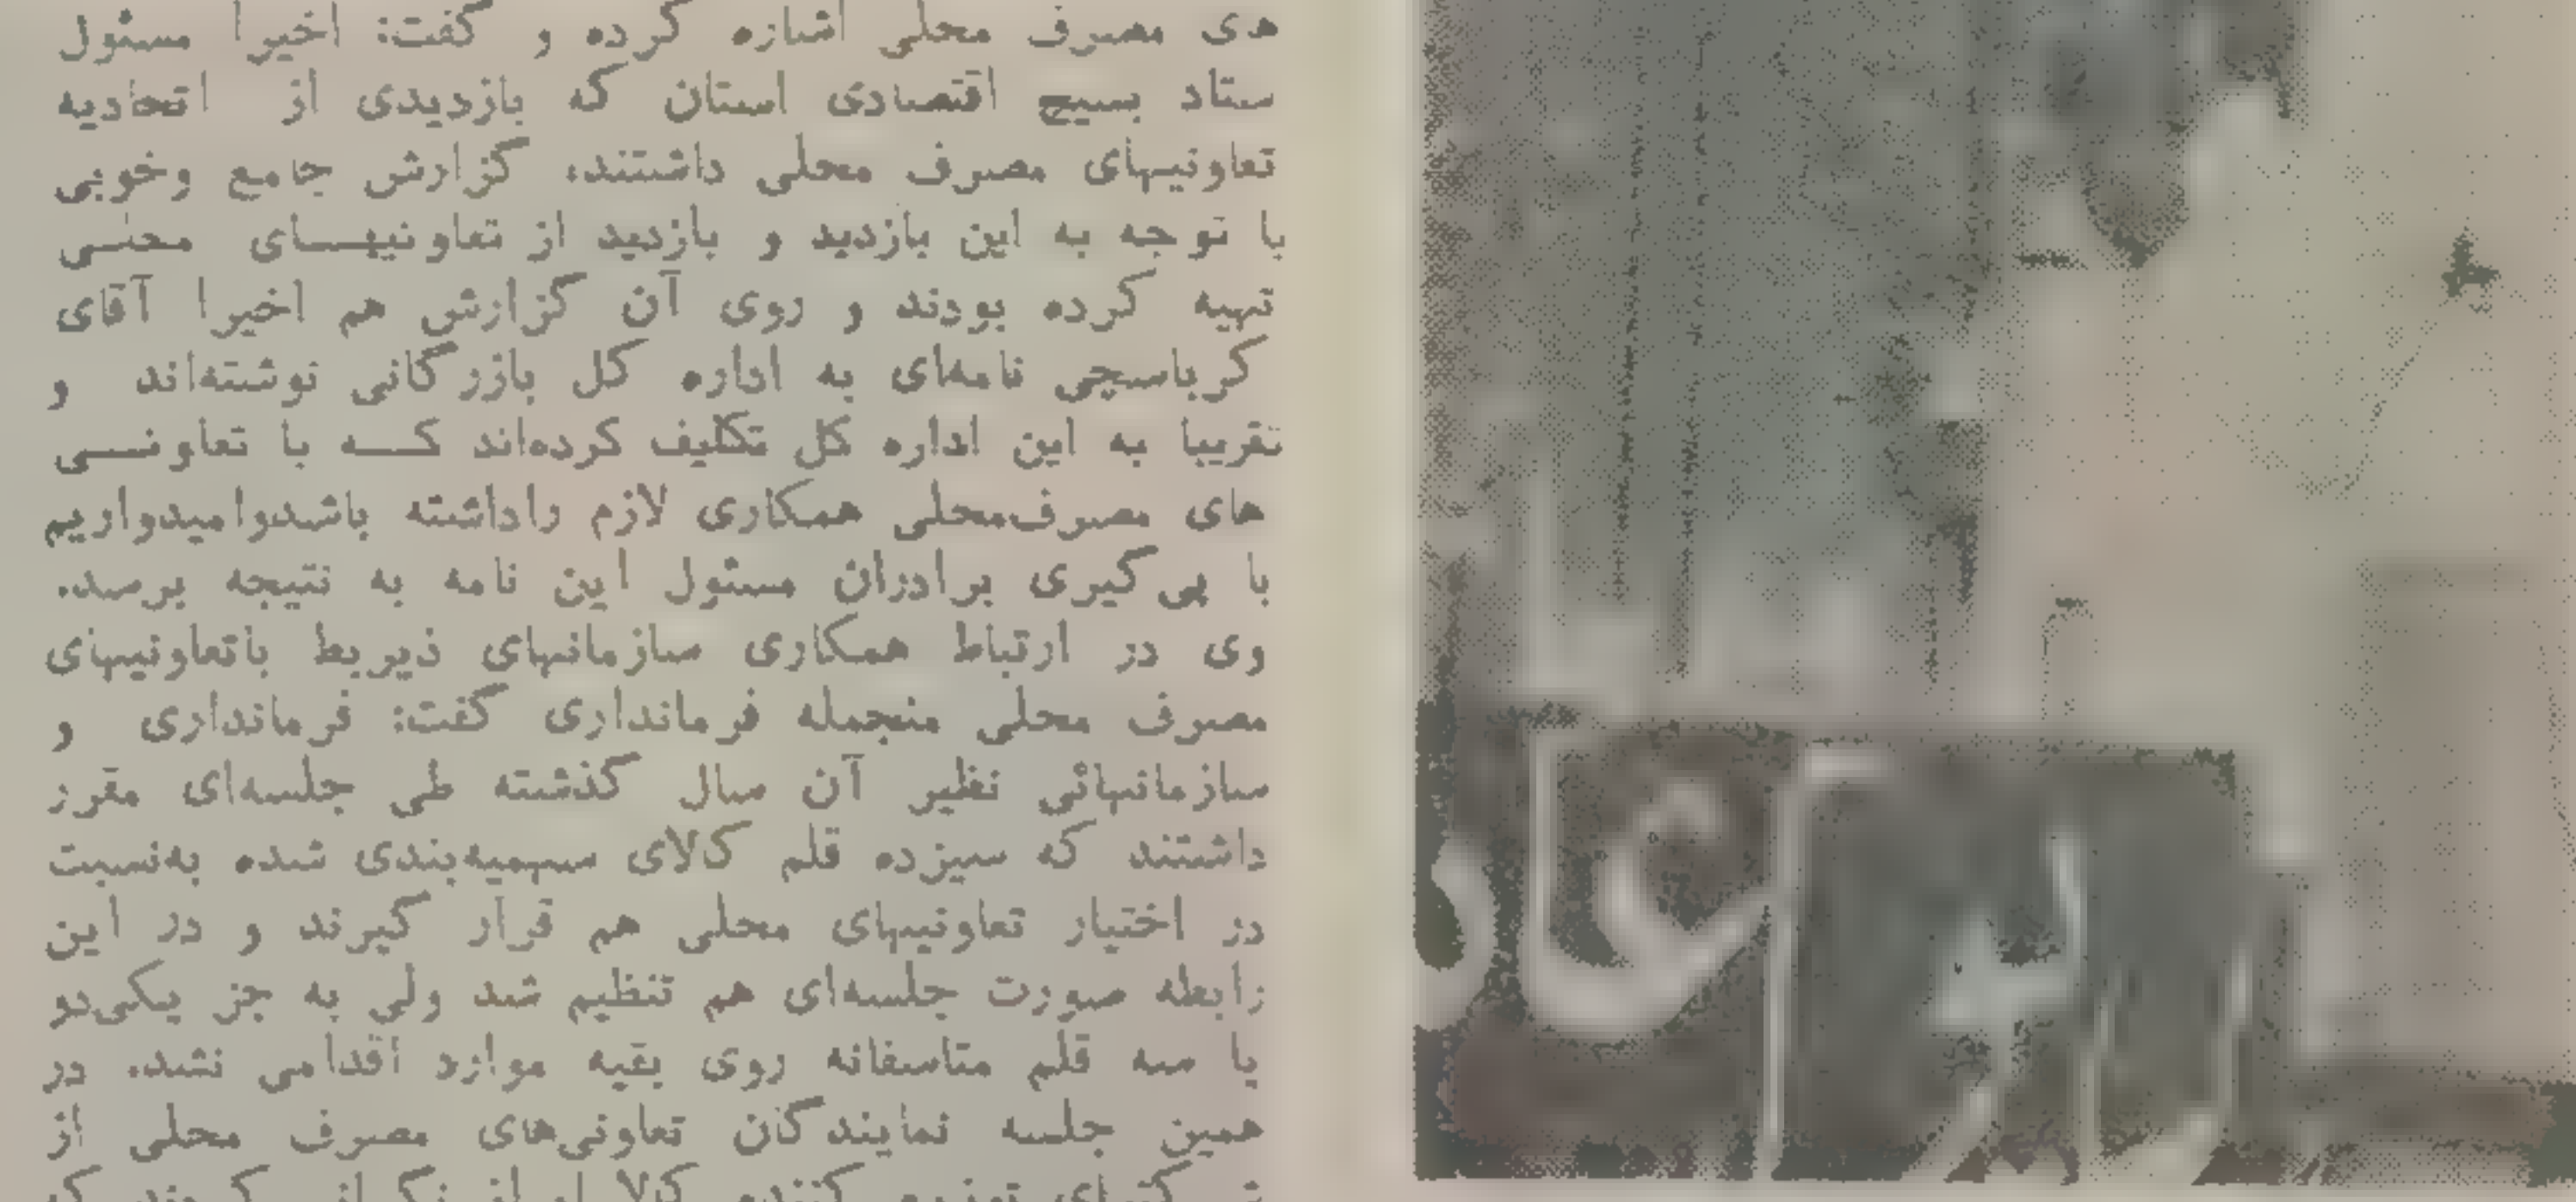 های مصرف محلی اشاره کرده و گفت: اخیرا مسئول
ستاد بسیج اقتصادی استان که بازدیدی از اتحادیه
تعاونیهای مصرف محلی داشتند، گزارش جامع وخوبی
با توجه به این بازدید و بازدید از تعاونیهای محلی
تهیه کرده بودند و روی آن گزارش هم اخیرا آقای
کرباسچی نامه‌ای به اداره کل بازرگانی نوشته‌اند و
تقریبا به این اداره کل تکلیف کرده‌اند که با تعاونی
های مصرف‌محلی همکاری لازم راداشته باشدوامیدواریم
با پی‌گیری برادران مسئول این نامه به نتیجه برسد.
وی در ارتباط همکاری سازمانهای ذیربط باتعاونیهای
مصرف محلی منجمله فرمانداری گفت: فرمانداری و
سازمانهائی نظیر آن سال گذشته طی جلسه‌ای مقرر
داشتند که سیزده قلم کالای سهمیه‌بندی شده به‌نسبت
در اختیار تعاونیهای محلی هم قرار گیرند و در این
رابطه صورت جلسه‌ای هم تنظیم شد ولی به جز یکی‌دو
یا سه قلم متاسفانه روی بقیه موارد اقدامی نشد. در
همین جلسه نمایندگان تعاونی‌های مصرف محلی از